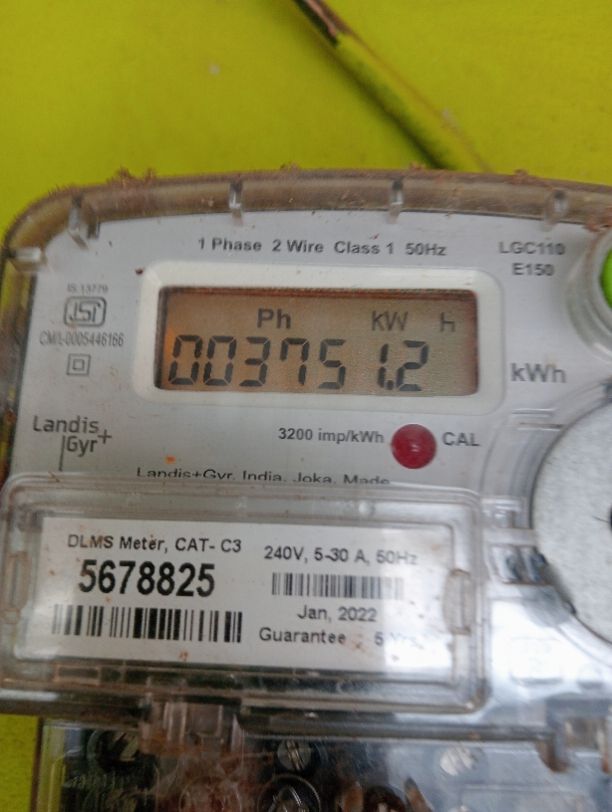 1 Phase 2 Wire Class 1 50Hz
LGC110
E150
IS 13779
ISI
CM/L-0005446166
Ph kW h
003751.2
kWh
Landis
Gyr+
3200 imp/kWh CAL
Landis+Gyr, India, Joka, Made
DLMS Meter, CAT- C3
240V, 5-30 A, 50Hz
5678825
Jan, 2022
Guarantee : 5 Yrs.